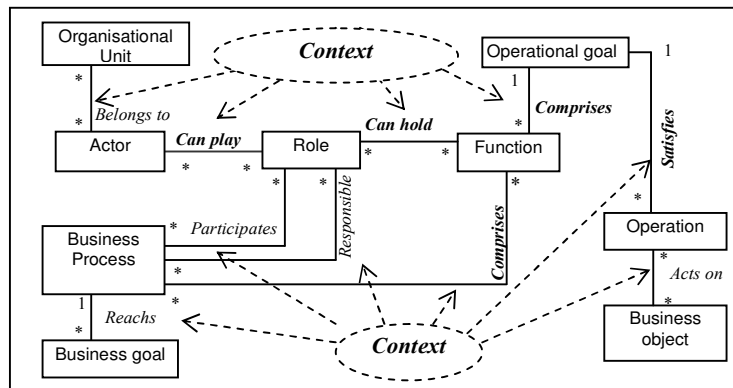 Organisational
Unit
Context
Operational goal
1
*
1
Belongs to
Comprises
*
*
Actor
Can play
Role
Can hold
Function
Satisfies
*
*
*
*
*
*
*
*
Participates
Responsible
Comprises
*
Operation
Business
Process
*
*
Acts on
1
*
*
Reachs
*
Context
Business
object
Business goal